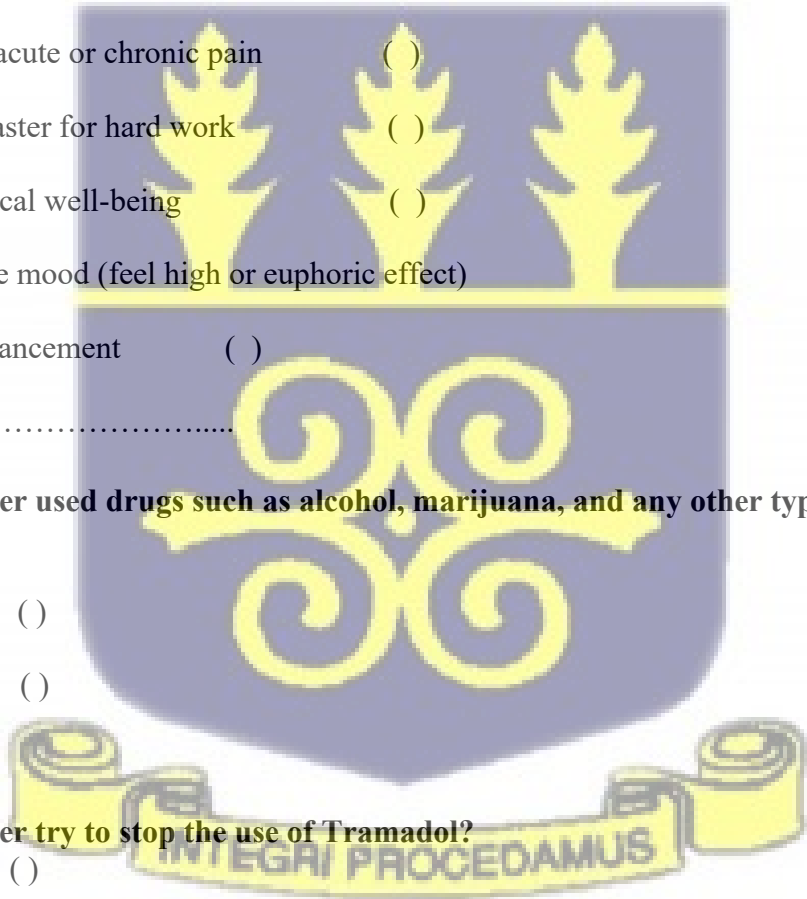 acute or chronic pain ( )
aster for hard work ( )
cal well-being ( )
e mood (feel high or euphoric effect)
ancement ( )
…………………......
er used drugs such as alcohol, marijuana, and any other typ
( )
( )
er try to stop the use of Tramadol?
INTEGRI PROCEDAMUS
( )